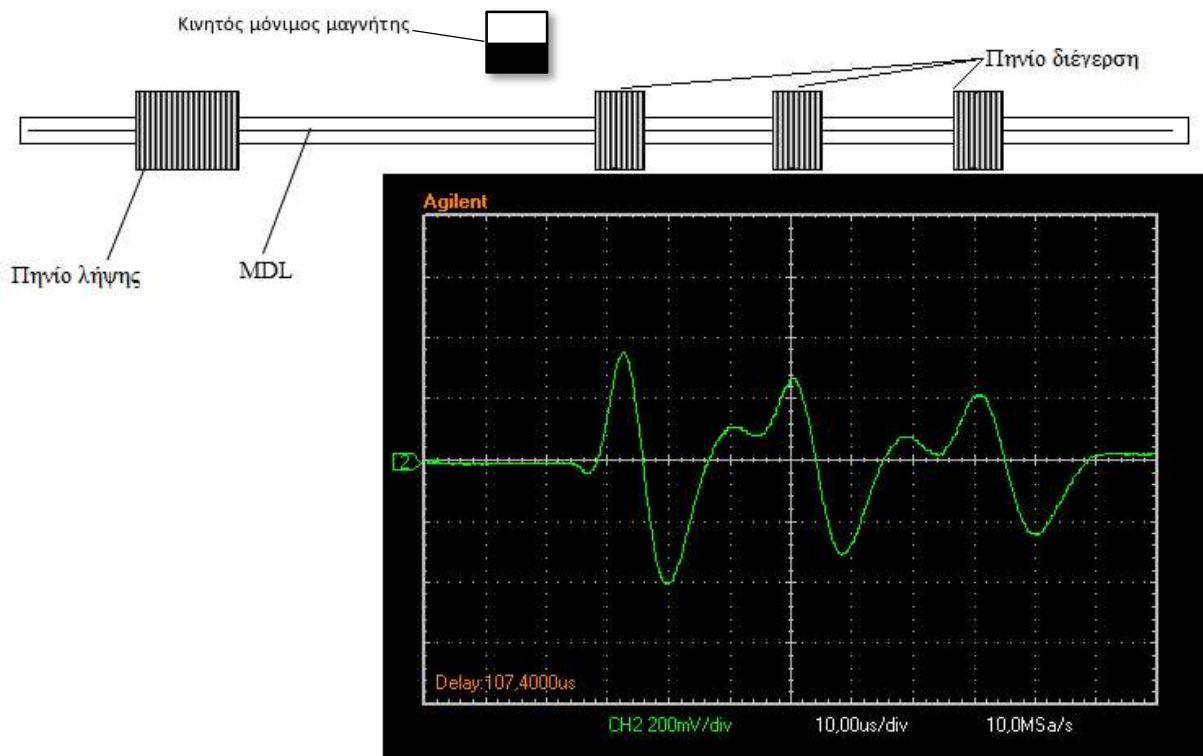 Κινητός μόνιμος μαγνήτης
Πηνίο διέγερση
Πηνίο λήψης
MDL
Agilent
2
Delay:107,4000us
CH2 200mV/div
10,00us/div
10,0MSa/s